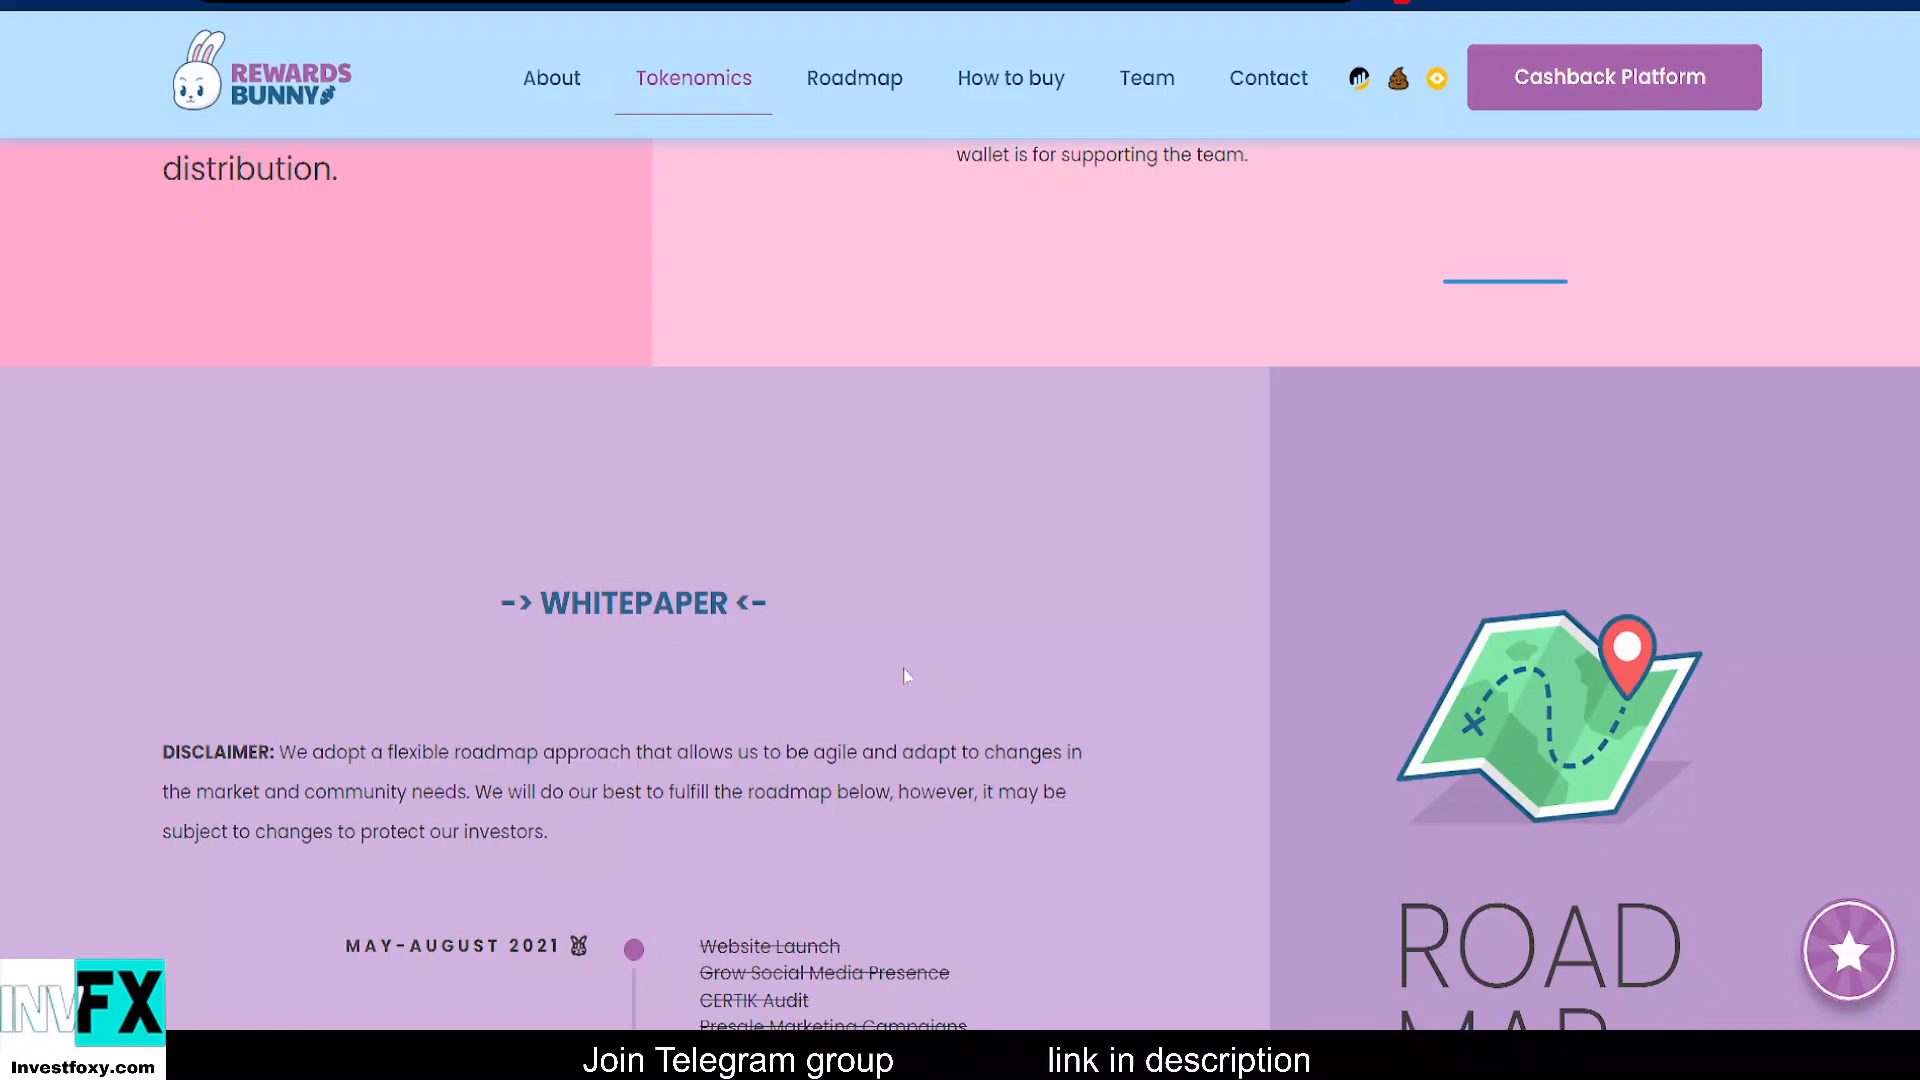 REWARDS
BUNNY
About
Tokenomics
Roadmap
How to buy
Team
Contact
Cashback Platform
distribution.
wallet is for supporting the team.
-> WHITEPAPER <-
DISCLAIMER: We adopt a flexible roadmap approach that allows us to be agile and adapt to changes in
the market and community needs. We will do our best to fulfill the roadmap below, however, it may be
subject to changes to protect our investors.
MAY-AUGUST 2021
Website Launch
Grow Social Media Presence
CERTIK Audit
Presale Marketing Campaigns
ROAD
MAP
INVFX
Investfoxy.com
Join Telegram group link in description